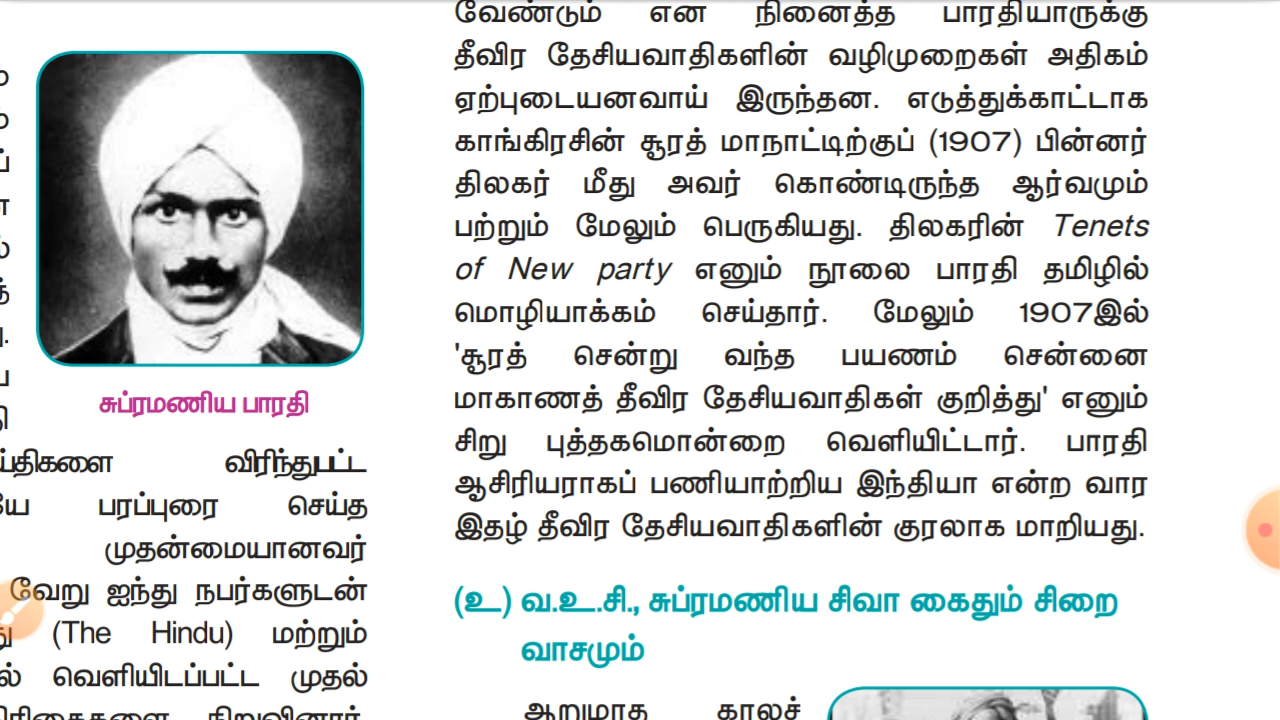 சுப்ரமணிய பாரதி
விரிந்துபட்ட
பரப்புரை செய்த
முதன்மையானவர்
வேறு ஐந்து நபர்களுடன்
(The Hindu) மற்றும்
வெளியிடப்பட்ட முதல்
வேண்டும் என நினைத்த பாரதியாருக்கு
தீவிர தேசியவாதிகளின் வழிமுறைகள் அதிகம்
ஏற்புடையனவாய் இருந்தன. எடுத்துக்காட்டாக
காங்கிரசின் சூரத் மாநாட்டிற்குப் (1907) பின்னர்
திலகர் மீது அவர் கொண்டிருந்த ஆர்வமும்
பற்றும் மேலும் பெருகியது. திலகரின் Tenets
of New party எனும் நூலை பாரதி தமிழில்
மொழியாக்கம் செய்தார். மேலும் 1907இல்
'சூரத் சென்று வந்த பயணம் சென்னை
மாகாணத் தீவிர தேசியவாதிகள் குறித்து' எனும்
சிறு புத்தகமொன்றை வெளியிட்டார். பாரதி
ஆசிரியராகப் பணியாற்றிய இந்தியா என்ற வார
இதழ் தீவிர தேசியவாதிகளின் குரலாக மாறியது.
(உ) வ.உ.சி., சுப்ரமணிய சிவா கைதும் சிறை
வாசமும்
ஆறுமாத காலச்